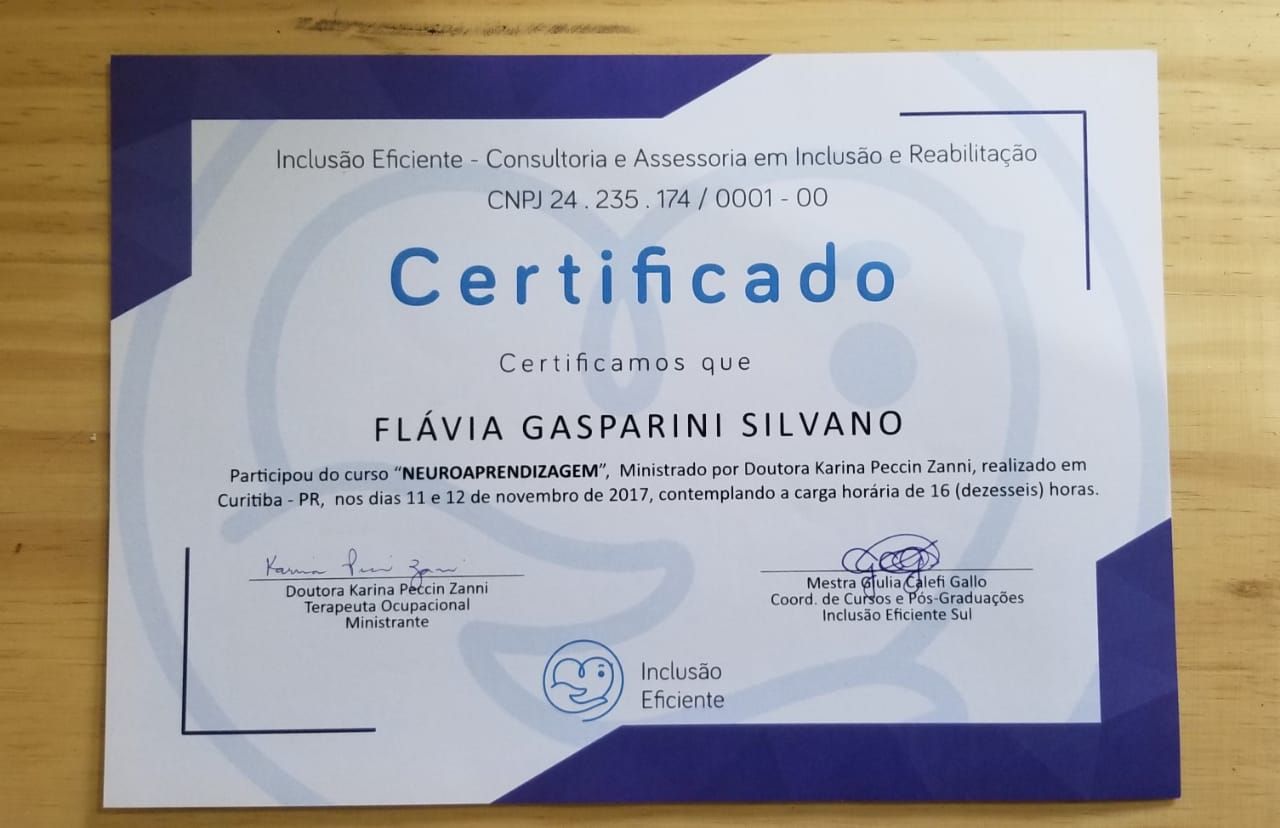 Inclusão Eficiente - Consultoria e Assessoria em Inclusão e Reabilitação
CNPJ 24 . 235 . 174 / 0001 - 00
Certificado
Certificamos que
FLÁVIA GASPARINI SILVANO
Participou do curso “NEUROAPRENDIZAGEM”, Ministrado por Doutora Karina Peccin Zanni, realizado em
Curitiba - PR, nos dias 11 e 12 de novembro de 2017, contemplando a carga horária de 16 (dezesseis) horas.
Doutora Karina Peccin Zanni
Terapeuta Ocupacional
Ministrante
Mestra Giulia Calefi Gallo
Coord. de Cursos e Pós-Graduações
Inclusão Eficiente Sul
Inclusão
Eficiente